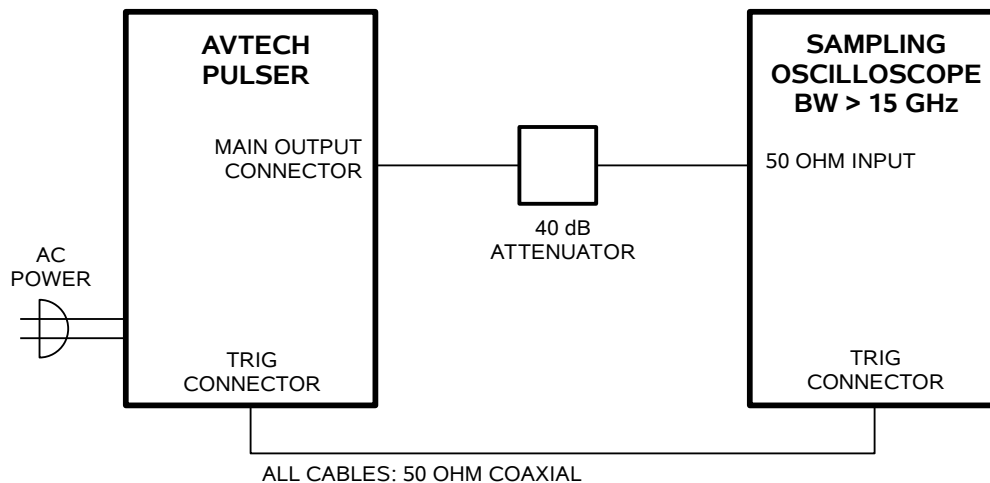 AVTECH
PULSER
MAIN OUTPUT
CONNECTOR
AC
POWER
TRIG
CONNECTOR
40 dB
ATTENUATOR
SAMPLING
OSCILLOSCOPE
BW > 15 GHz
50 OHM INPUT
TRIG
CONNECTOR
ALL CABLES: 50 OHM COAXIAL